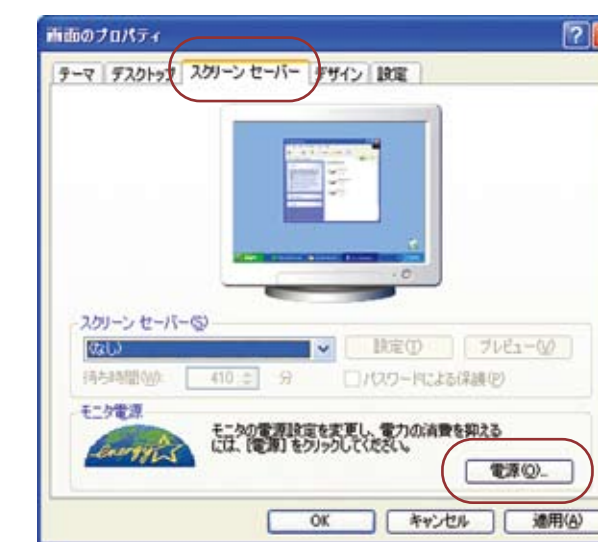 画面のプロパティ
?
テーマ デスクトップ スクリーン セーバー デザイン 設定
スクリーン セーバー(S)
(なし) 設定(T) プレビュー(V)
待ち時間(W): 410 分 パスワードによる保護(P)
モニタ電源
energy
モニタの電源設定を変更し、電力の消費を抑える
には、[電源] をクリックしてください。
電源(O)...
OK キャンセル 適用(A)